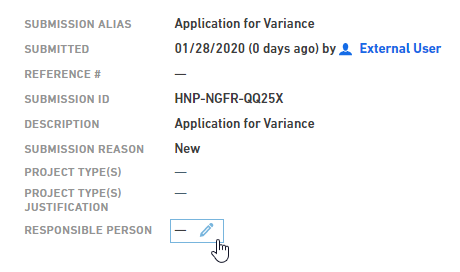 SUBMISSION ALIAS Application for Variance
SUBMITTED 01/28/2020 (0 days ago) by External User
REFERENCE # —
SUBMISSION ID HNP-NGFR-QQ25X
DESCRIPTION Application for Variance
SUBMISSION REASON New
PROJECT TYPE(S) —
PROJECT TYPE(S) —
JUSTIFICATION
RESPONSIBLE PERSON —